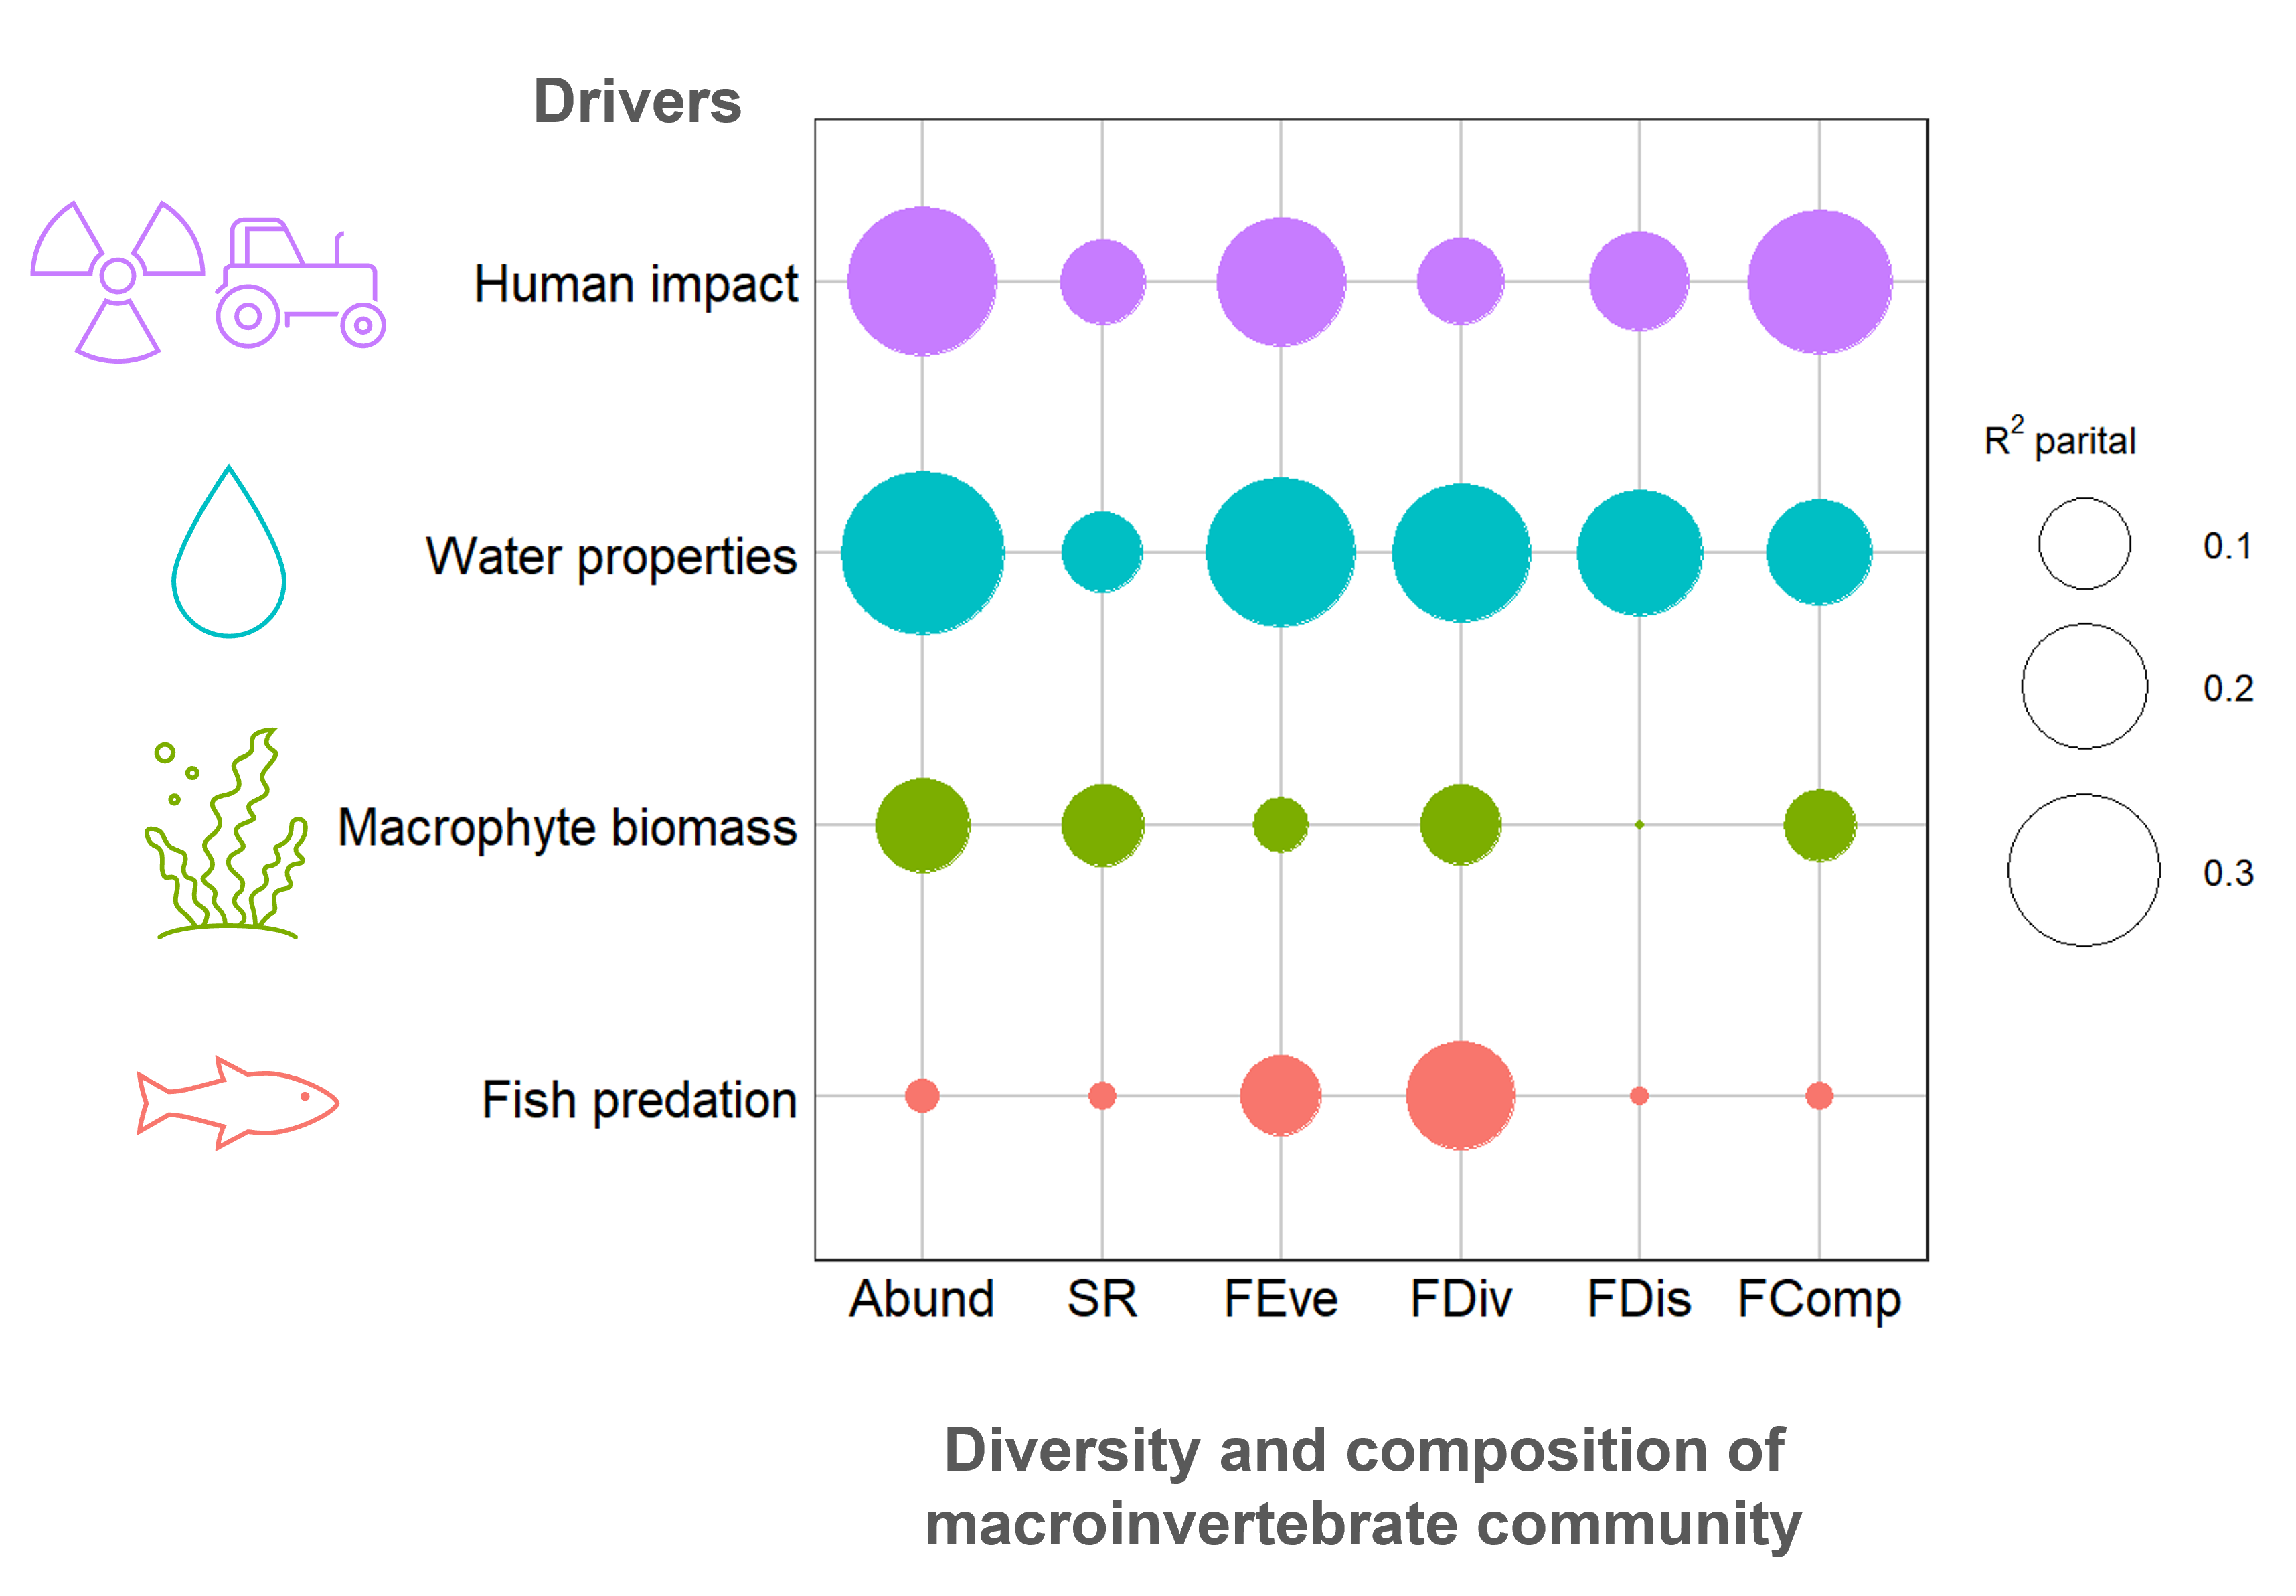 Drivers
Human impact
Water properties
Macrophyte biomass
Fish predation
Abund SR FEve FDiv FDis FComp
Diversity and composition of
macroinvertebrate community
R² parital
0.1
0.2
0.3